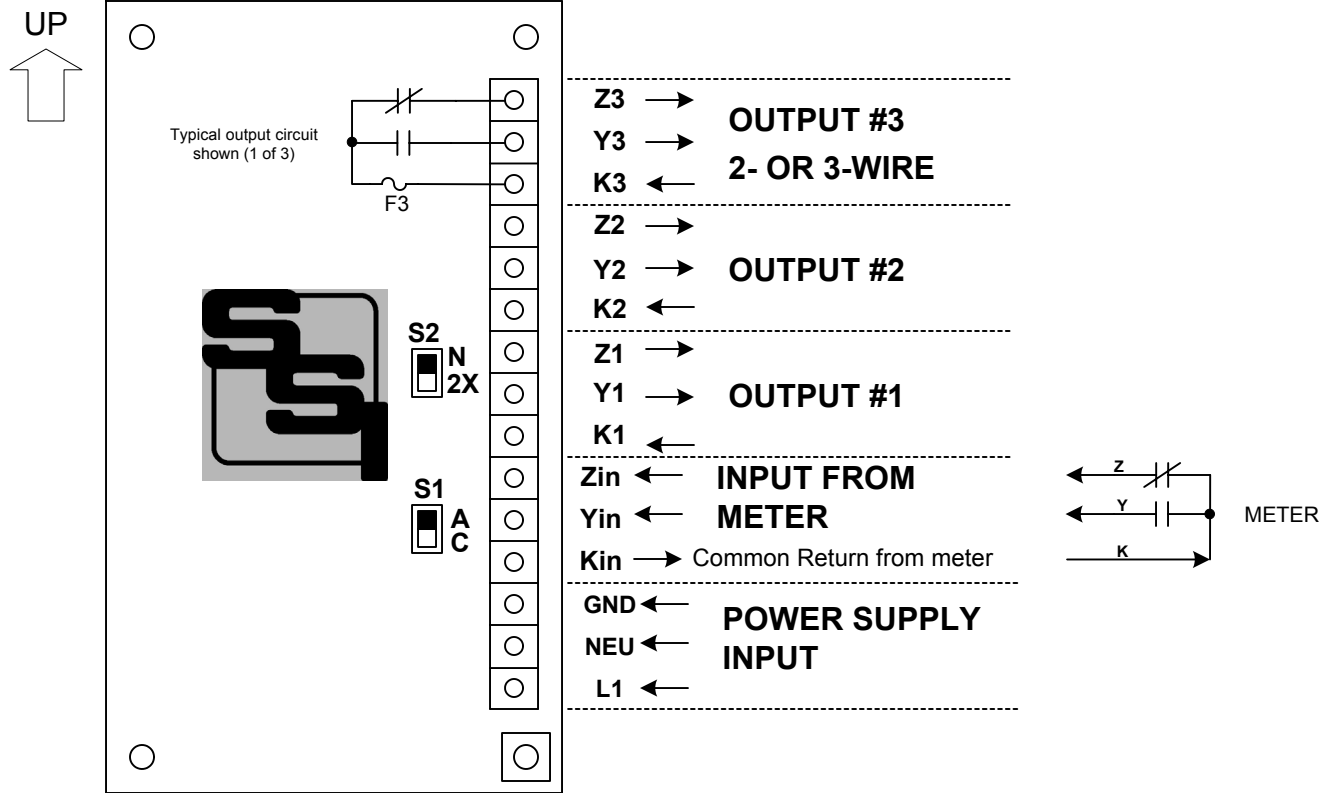 UP
Typical output circuit
shown (1 of 3)
F3
Z3
Y3
K3
OUTPUT #3
2- OR 3-WIRE
Z2
Y2
K2
OUTPUT #2
Z1
Y1
K1
OUTPUT #1
SSI
S2
N
2X
S1
A
C
Zin
Yin
Kin
INPUT FROM
METER
Common Return from meter
Z
Y
K
METER
GND
NEU
L1
POWER SUPPLY
INPUT